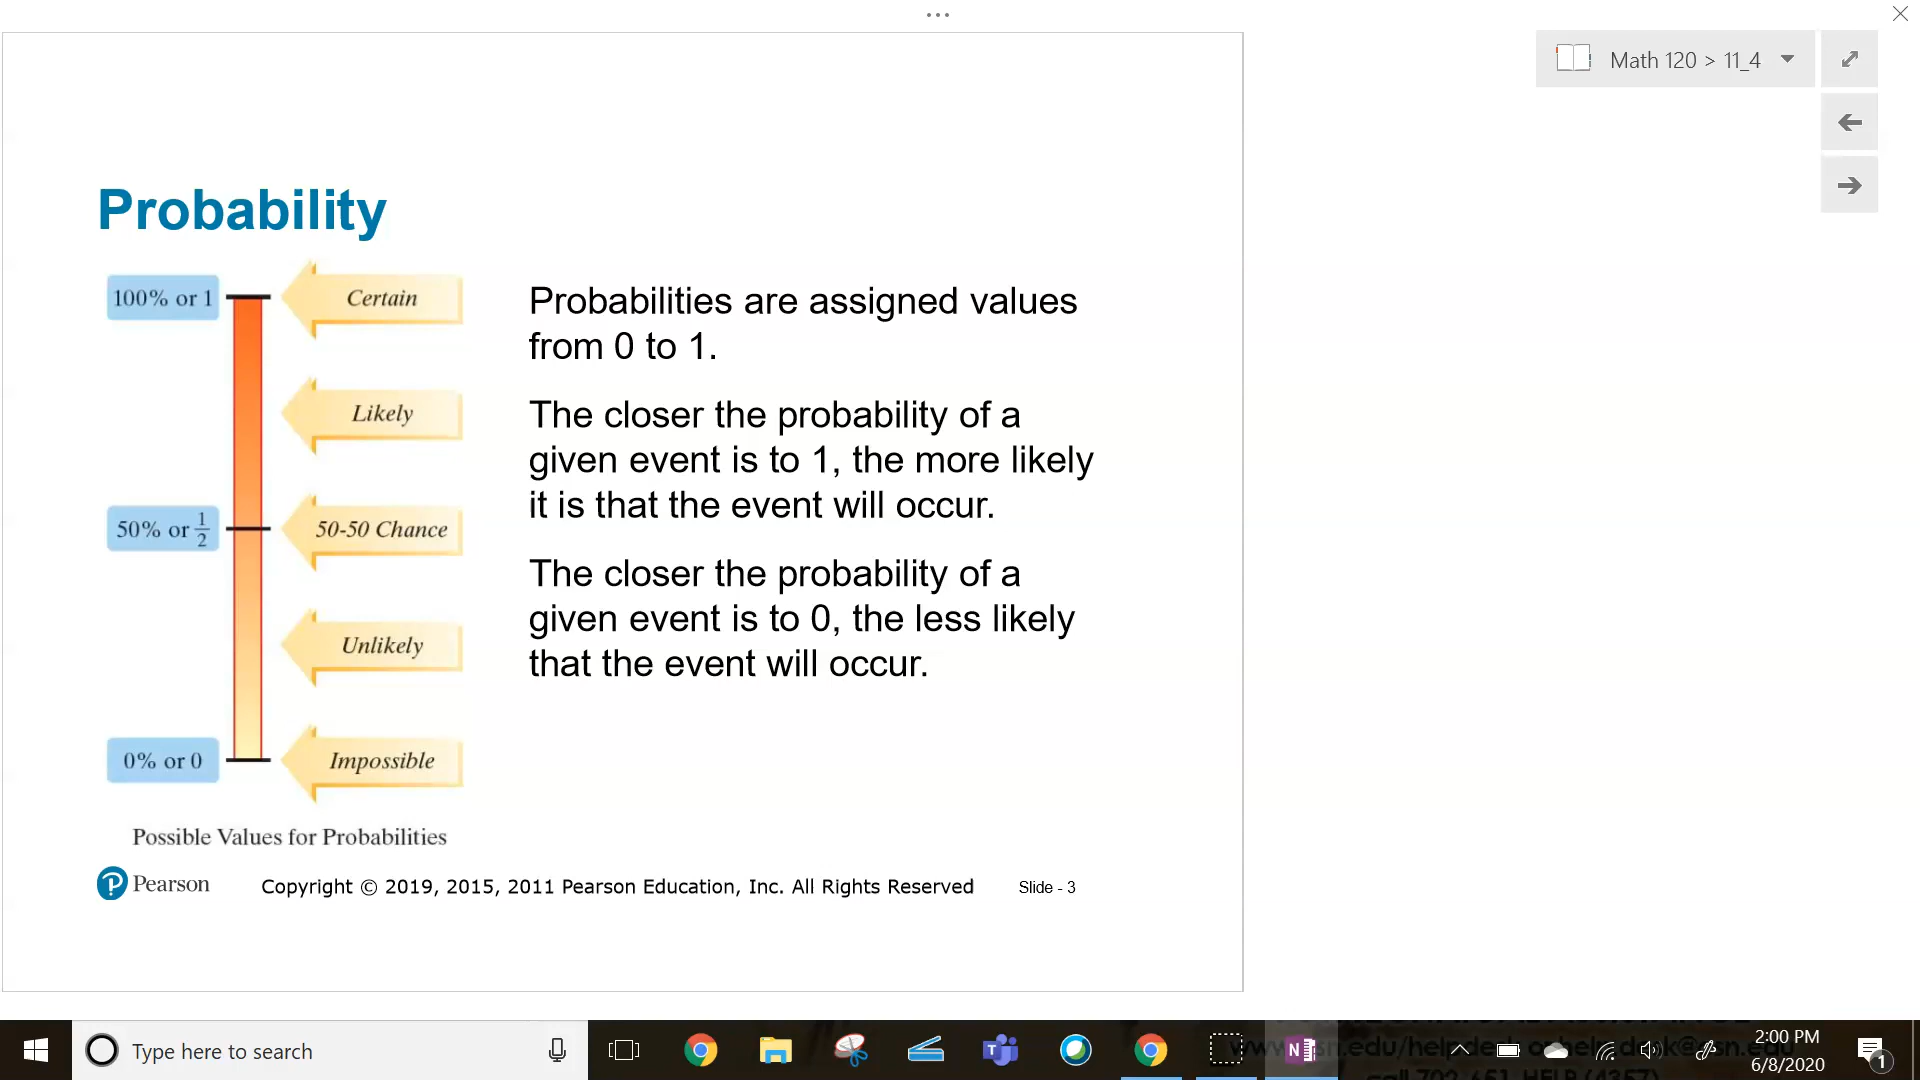 Math 120 > 11_4
Probability
100% or 1
Certain
Likely
50% or 1/2
50-50 Chance
Unlikely
0% or 0
Impossible
Possible Values for Probabilities
Probabilities are assigned values
from 0 to 1.
The closer the probability of a
given event is to 1, the more likely
it is that the event will occur.
The closer the probability of a
given event is to 0, the less likely
that the event will occur.
Pearson
Copyright © 2019, 2015, 2011 Pearson Education, Inc. All Rights Reserved
Slide - 3
Type here to search
2:00 PM
6/8/2020
1